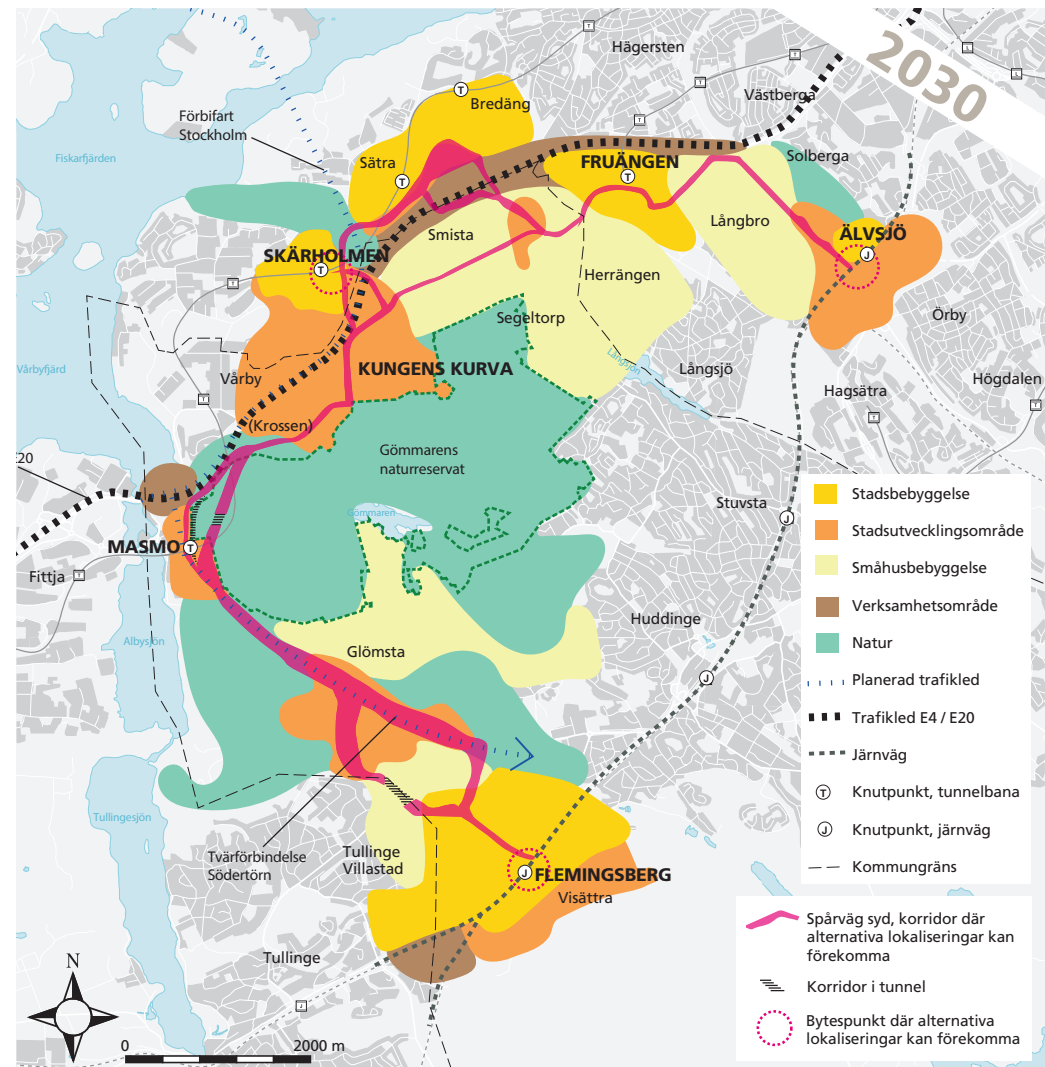 2030
Hägersten
Västberga
Bredäng
Förbifart
Stockholm
Fiskarfjärden
Sätra
FRUÄNGEN
Solberga
Långbro
ÄLVSJÖ
Smista
SKÄRHOLMEN
Herrängen
Örby
Segeltorp
Långsjön
Långsjö
Vårbyfjärd
Vårby
KUNGENS KURVA
Hagsätra
Högdalen
(Krossen)
Gömmarens
naturreservat
E20
Gömmaren
Stuvsta
MASMO
Fittja
Albysjön
Huddinge
Glömsta
Tullingesjön
Tvärförbindelse
Södertörn
Tullinge
Villastad
FLEMINGSBERG
Visättra
Tullinge
N
0
2000 m
Stadsbebyggelse
Stadsutvecklingsområde
Småhusbebyggelse
Verksamhetsområde
Natur
Planerad trafikled
Trafikled E4 / E20
Järnväg
T Knutpunkt, tunnelbana
J Knutpunkt, järnväg
Kommungräns
Spårväg syd, korridor där
alternativa lokaliseringar kan
förekomma
Korridor i tunnel
Bytespunkt där alternativa
lokaliseringar kan förekomma